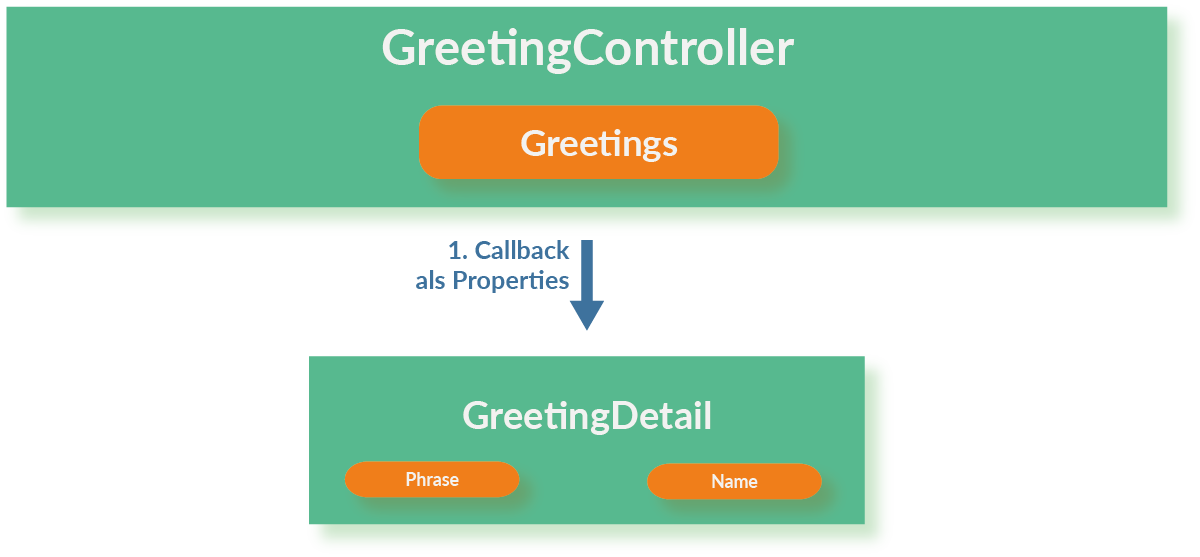 GreetingController
Greetings
1. Callback
als Properties
GreetingDetail
Phrase
Name